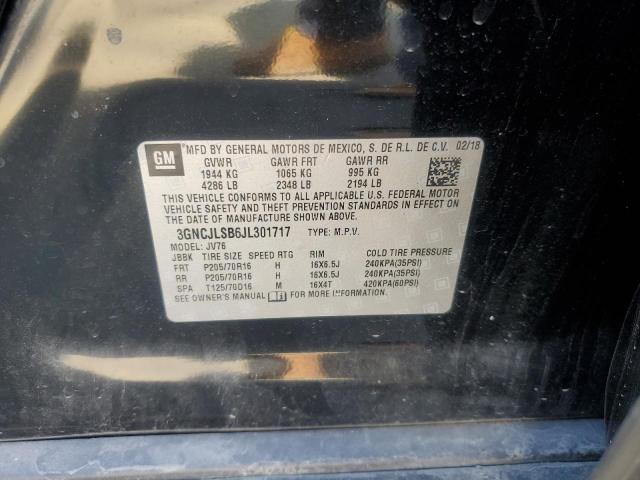 GM
MFD BY GENERAL MOTORS DE MEXICO, S. DE R.L. DE C.V. 02/18
GVWR GAWR FRT GAWR RR
1944 KG 1065 KG 995 KG
4286 LB 2348 LB 2194 LB
THIS VEHICLE CONFORMS TO ALL APPLICABLE U.S. FEDERAL MOTOR
VEHICLE SAFETY, BUMPER, AND THEFT PREVENTION STANDARDS IN EFFECT ON
THE DATE OF MANUFACTURE SHOWN ABOVE.
3GNCJLSB6JL301717 TYPE: M.P.V.
MODEL: JV76
JBBK TIRE SIZE SPEED RTG RIM COLD TIRE PRESSURE
FRT P205/70R16 H 16X6.5J 240KPA(35PSI)
RR P205/70R16 H 16X6.5J 240KPA(35PSI)
SPA T125/70D16 M 16X4T 420KPA(60PSI)
SEE OWNER'S MANUAL FOR MORE INFORMATION.